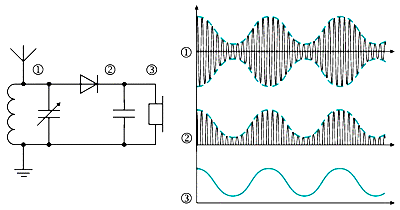 ① ② ③
①
②
③